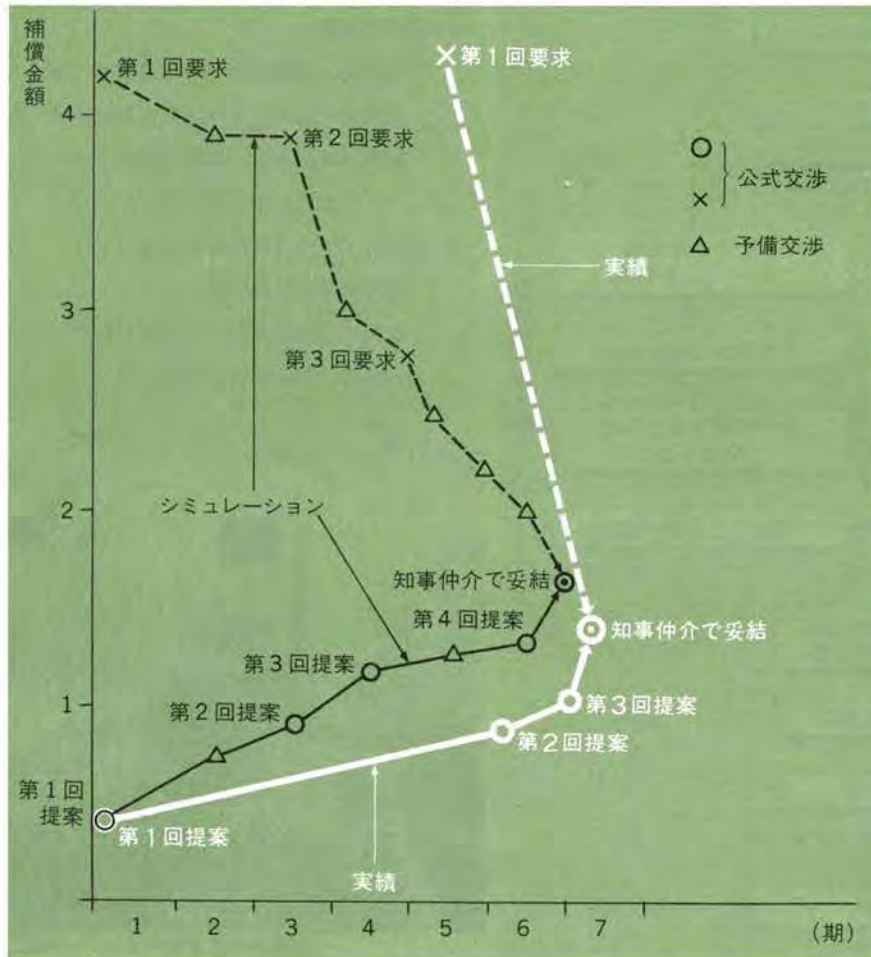 補償金額
4
3
2
1
第1回要求
第2回要求
第3回要求
シミュレーション
知事仲介で妥結
第4回提案
第3回提案
第2回提案
第1回
提案
第1回要求
公式交渉
予備交渉
実績
知事仲介で妥結
第3回提案
第2回提案
第1回提案
実績
1 2 3 4 5 6 7 (期)